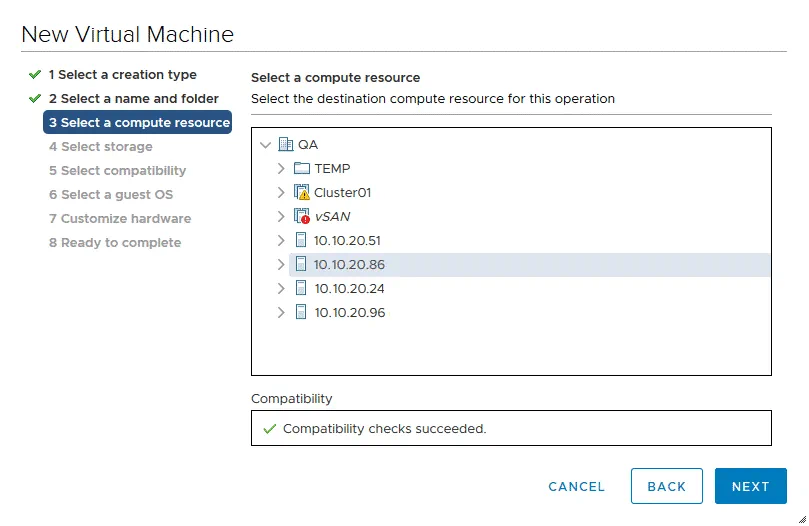 New Virtual Machine
1 Select a creation type
2 Select a name and folder
3 Select a compute resource
4 Select storage
5 Select compatibility
6 Select a guest OS
7 Customize hardware
8 Ready to complete
Select a compute resource
Select the destination compute resource for this operation
QA
TEMP
Cluster01
vSAN
10.10.20.51
10.10.20.86
10.10.20.24
10.10.20.96
Compatibility
Compatibility checks succeeded.
CANCEL
BACK
NEXT